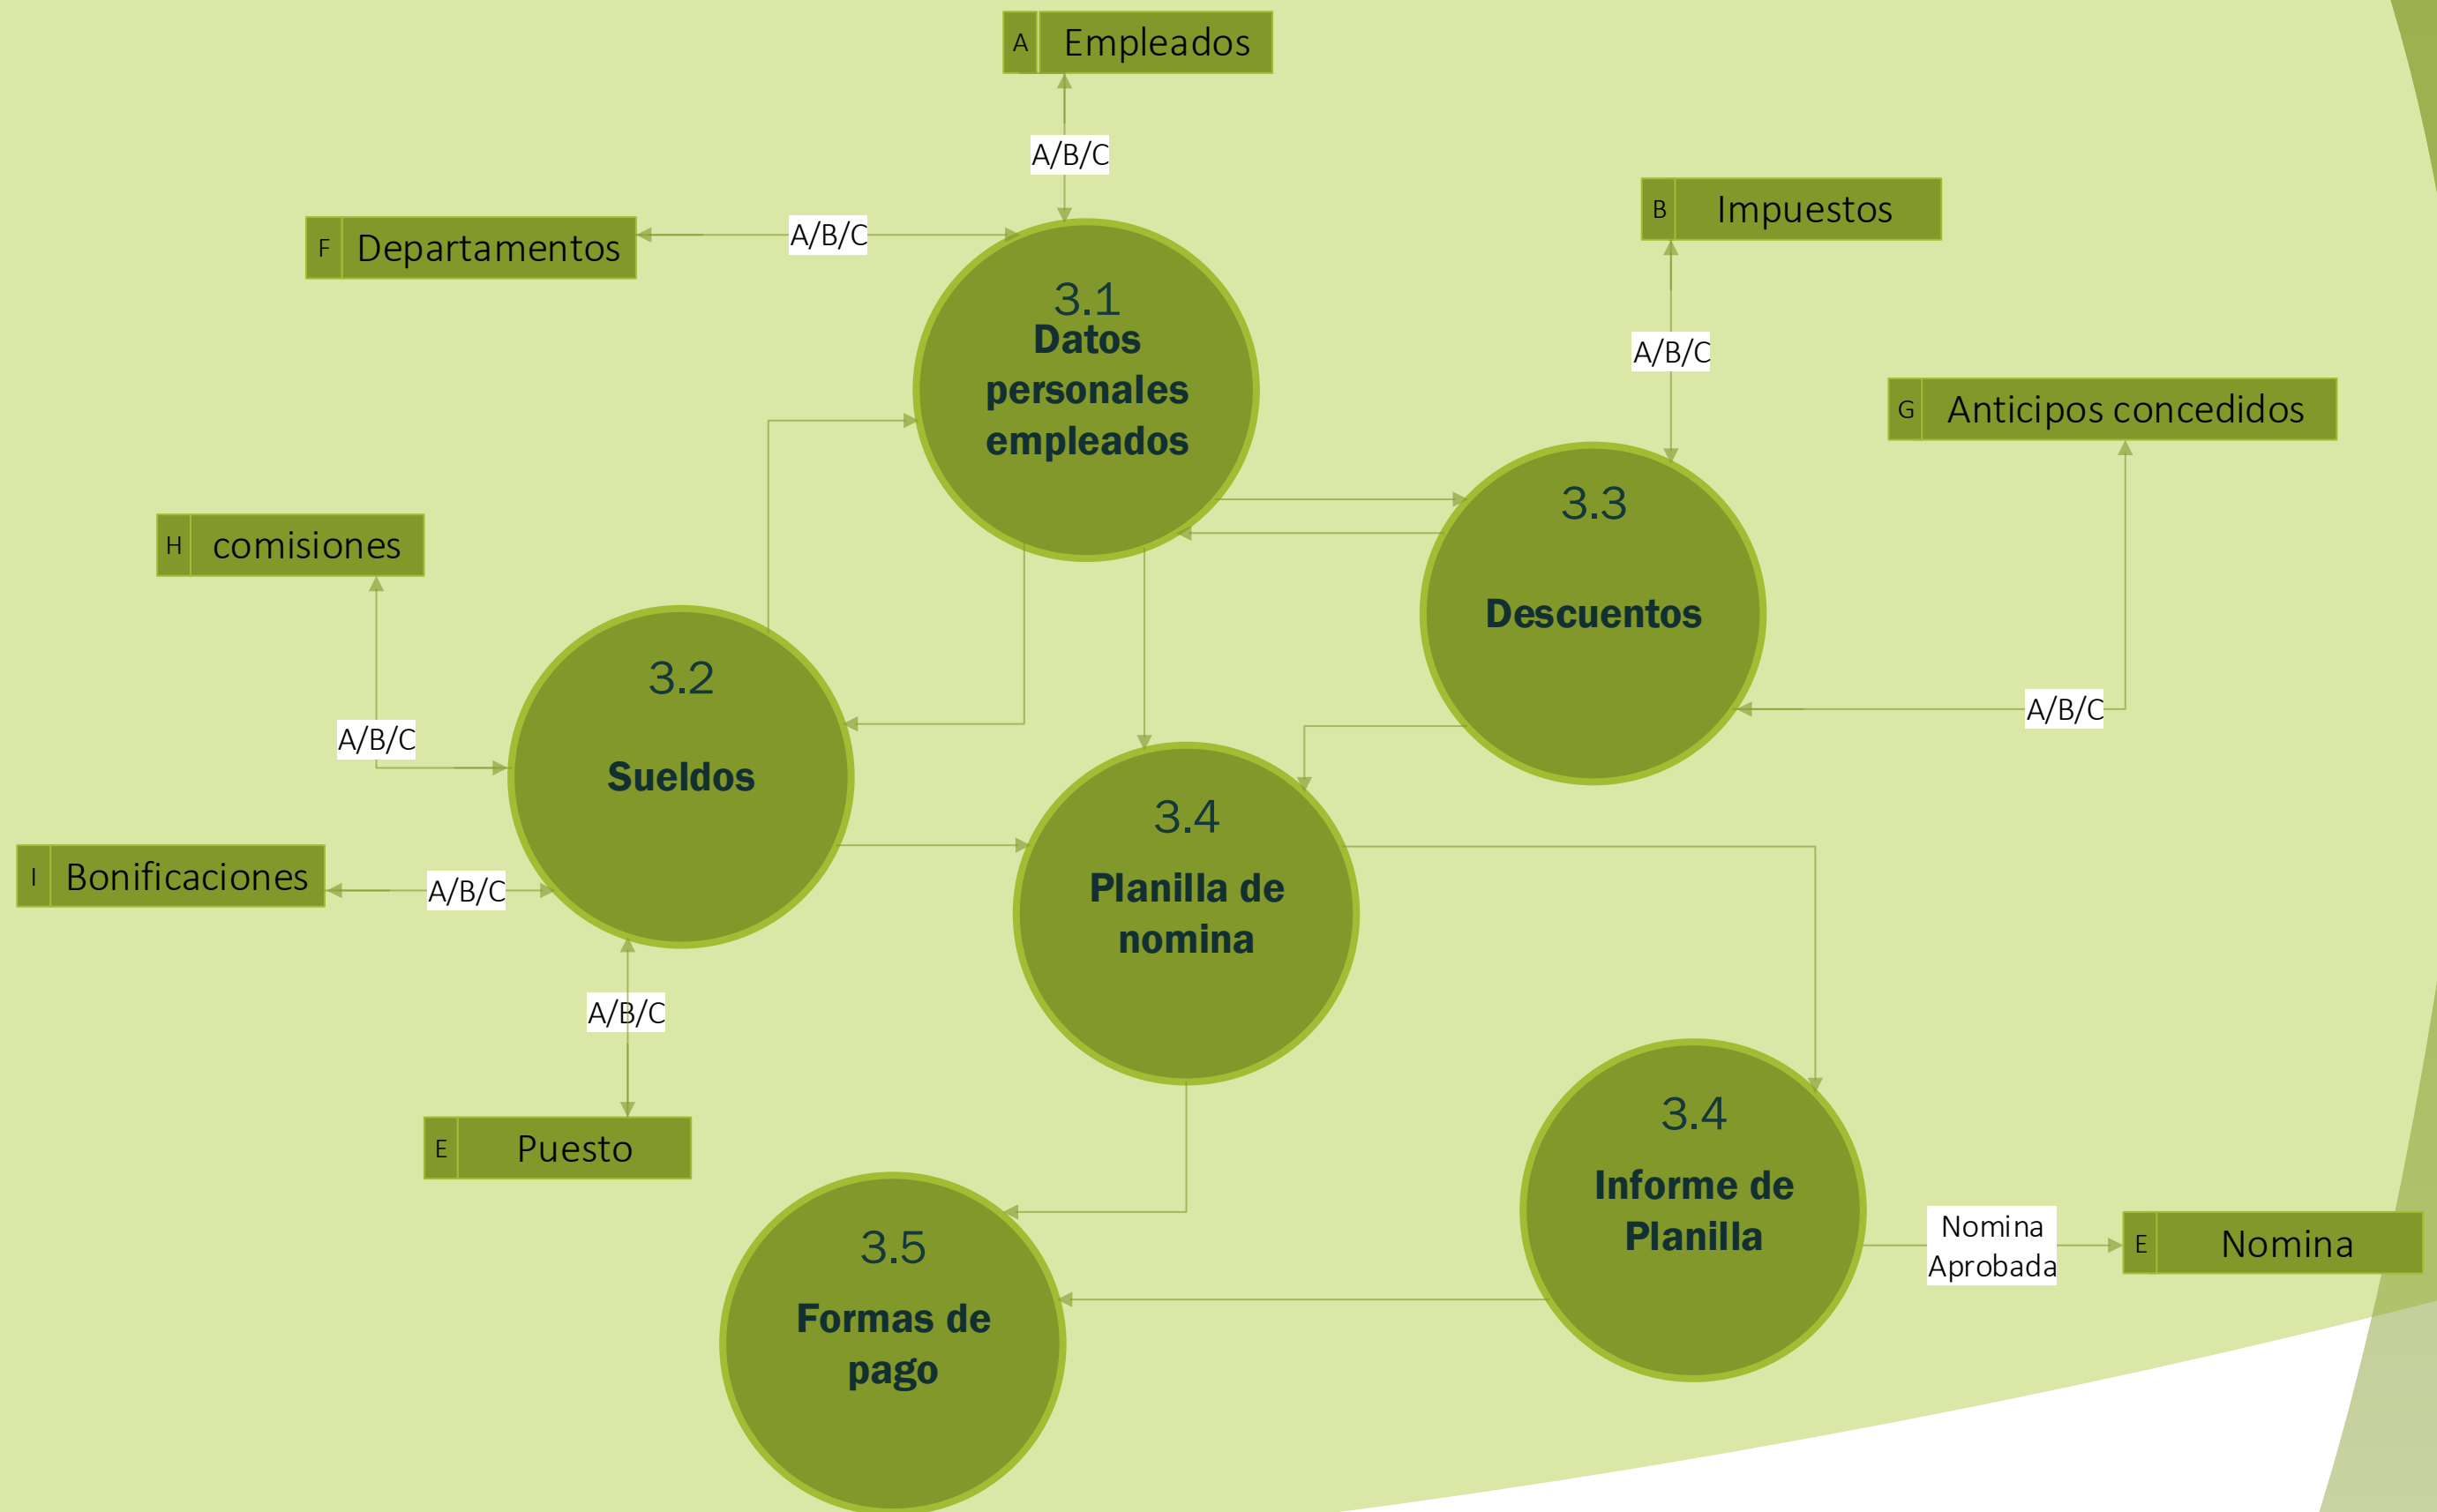 A Empleados
A/B/C
B Impuestos
F Departamentos
A/B/C
3.1
Datos
personales
empleados
A/B/C
G Anticipos concedidos
3.3
Descuentos
H comisiones
3.2
Sueldos
A/B/C
A/B/C
3.4
Planilla de
nomina
I Bonificaciones
A/B/C
A/B/C
E Puesto
3.4
Informe de
Planilla
Nomina
Aprobada
E Nomina
3.5
Formas de
pago